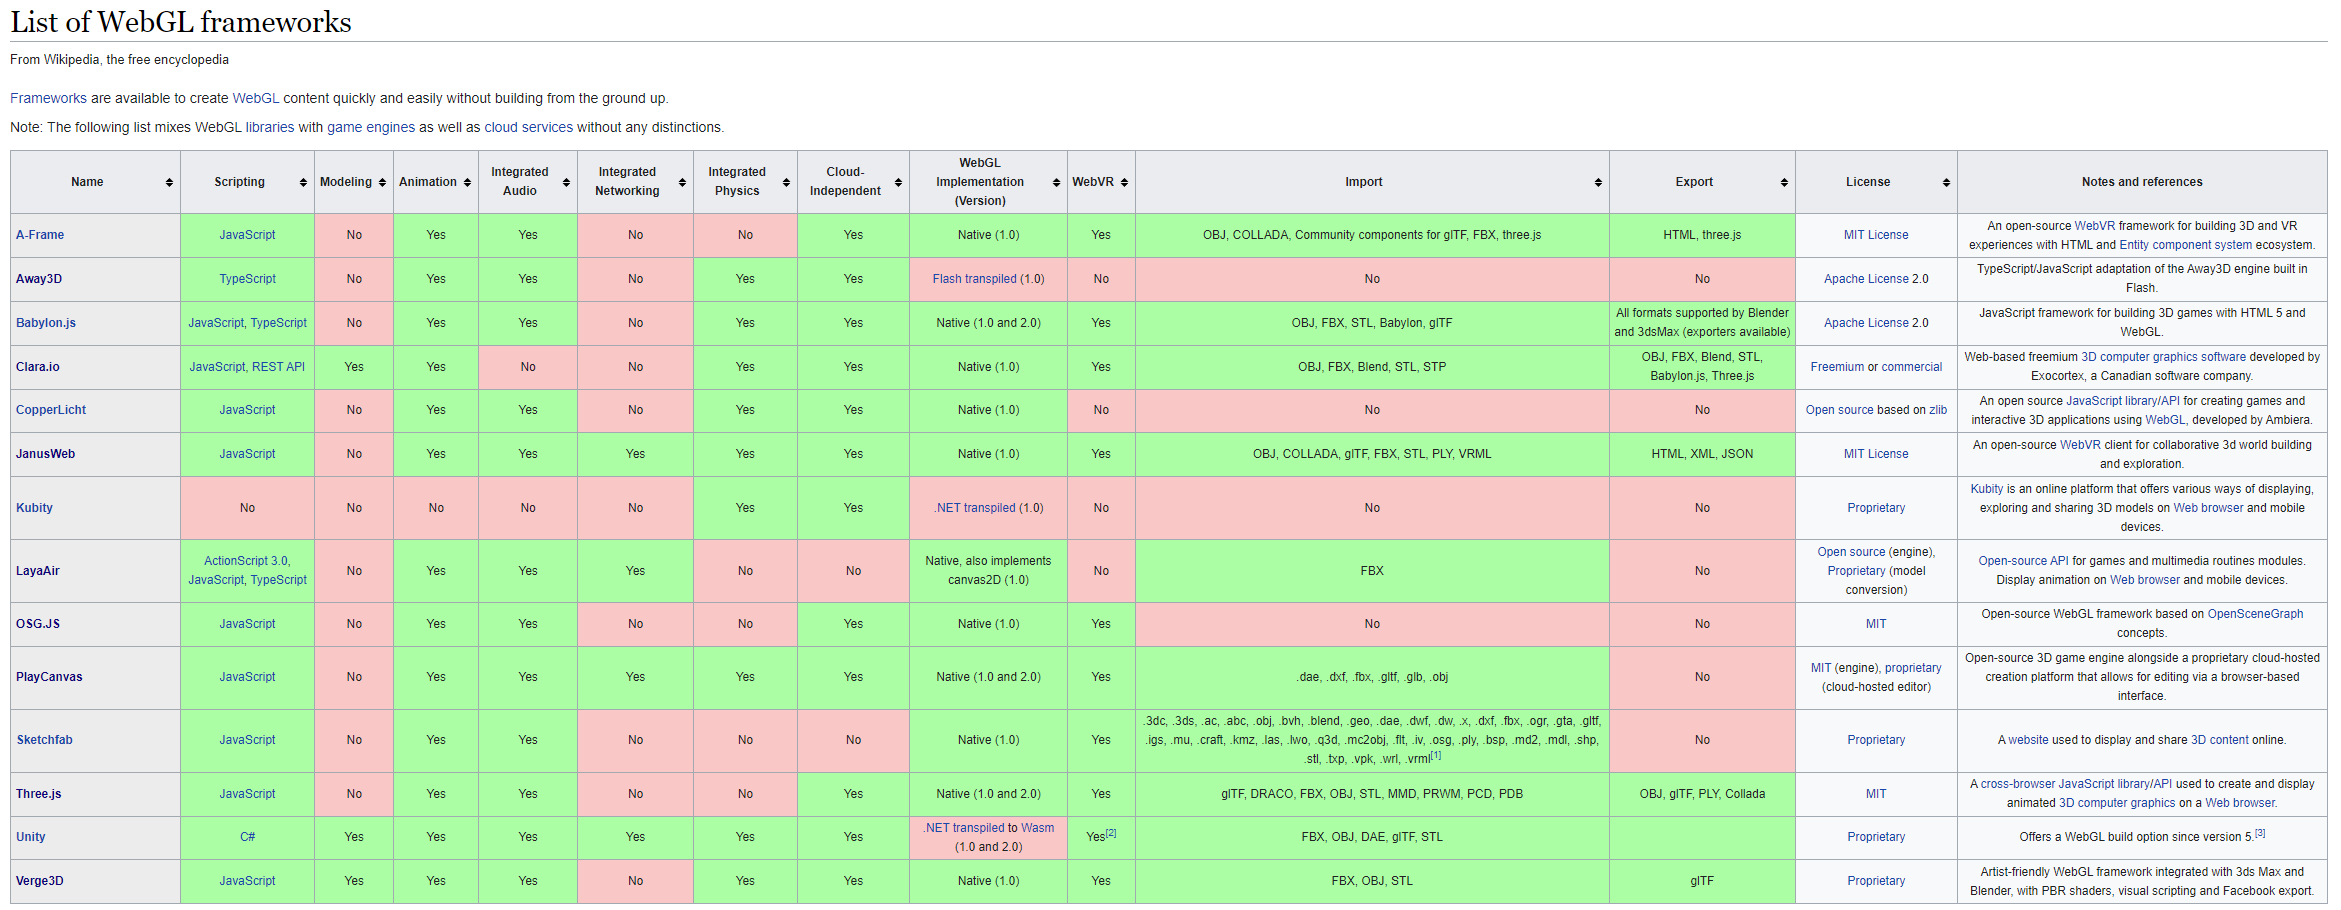 List of WebGL frameworks
From Wikipedia, the free encyclopedia
Frameworks are available to create WebGL content quickly and easily without building from the ground up.
Note: The following list mixes WebGL libraries with game engines as well as cloud services without any distinctions.
Name Scripting Modeling Animation Integrated Audio Integrated Networking Integrated Physics Cloud-Independent WebGL Implementation (Version) WebVR Import Export License Notes and references
A-Frame JavaScript No Yes Yes No No Yes Native (1.0) Yes OBJ, COLLADA, Community components for glTF, FBX, three.js HTML, three.js MIT License An open-source WebVR framework for building 3D and VR experiences with HTML and Entity component system ecosystem.
Away3D TypeScript No Yes Yes No Yes Yes Flash transpiled (1.0) No No No Apache License 2.0 TypeScript/JavaScript adaptation of the Away3D engine built in Flash.
Babylon.js JavaScript, TypeScript No Yes Yes No Yes Yes Native (1.0 and 2.0) Yes OBJ, FBX, STL, Babylon, glTF All formats supported by Blender and 3dsMax (exporters available) Apache License 2.0 JavaScript framework for building 3D games with HTML 5 and WebGL.
Clara.io JavaScript, REST API Yes Yes No No Yes Yes Native (1.0) Yes OBJ, FBX, Blend, STL, STP OBJ, FBX, Blend, STL, Babylon.js, Three.js Freemium or commercial Web-based freemium 3D computer graphics software developed by Exocortex, a Canadian software company.
CopperLicht JavaScript No Yes Yes No Yes Yes Native (1.0) No No No Open source based on zlib An open source JavaScript library/API for creating games and interactive 3D applications using WebGL, developed by Ambiera.
JanusWeb JavaScript No Yes Yes Yes Yes Yes Native (1.0) Yes OBJ, COLLADA, glTF, FBX, STL, PLY, VRML HTML, XML, JSON MIT License An open-source WebVR client for collaborative 3d world building and exploration.
Kubity No No No No No Yes Yes .NET transpiled (1.0) No No No Proprietary Kubity is an online platform that offers various ways of displaying, exploring and sharing 3D models on Web browser and mobile devices.
LayaAir ActionScript 3.0, JavaScript, TypeScript No Yes Yes Yes No No Native, also implements canvas2D (1.0) No FBX No Open source (engine), Proprietary (model conversion) Open-source API for games and multimedia routines modules. Display animation on Web browser and mobile devices.
OSG.JS JavaScript No Yes Yes No No Yes Native (1.0) Yes No No MIT Open-source WebGL framework based on OpenSceneGraph concepts.
PlayCanvas JavaScript No Yes Yes Yes Yes Yes Native (1.0 and 2.0) Yes .dae, .dxf, .fbx, .gltf, .glb, .obj No MIT (engine), proprietary (cloud-hosted editor) Open-source 3D game engine alongside a proprietary cloud-hosted creation platform that allows for editing via a browser-based interface.
Sketchfab JavaScript No Yes Yes No No No Native (1.0) Yes .3dc, .3ds, .ac, .abc, .obj, .bvh, .blend, .geo, .dae, .dwf, .dw, .x, .dxf, .fbx, .ogr, .gta, .gltf, .igs, .mu, .craft, .kmz, .las, .lwo, .q3d, .mc2obj, .flt, .iv, .osg, .ply, .bsp, .md2, .mdl, .shp, .stl, .txp, .vpk, .wrl, .vrml[1] No Proprietary A website used to display and share 3D content online.
Three.js JavaScript No Yes Yes No No Yes Native (1.0 and 2.0) Yes glTF, DRACO, FBX, OBJ, STL, MMD, PRWM, PCD, PDB OBJ, glTF, PLY, Collada MIT A cross-browser JavaScript library/API used to create and display animated 3D computer graphics on a Web browser.
Unity C# Yes Yes Yes Yes Yes Yes .NET transpiled to Wasm (1.0 and 2.0) Yes[2] FBX, OBJ, DAE, glTF, STL Proprietary Offers a WebGL build option since version 5.[3]
Verge3D JavaScript Yes Yes Yes No Yes Yes Native (1.0) Yes FBX, OBJ, STL glTF Proprietary Artist-friendly WebGL framework integrated with 3ds Max and Blender, with PBR shaders, visual scripting and Facebook export.